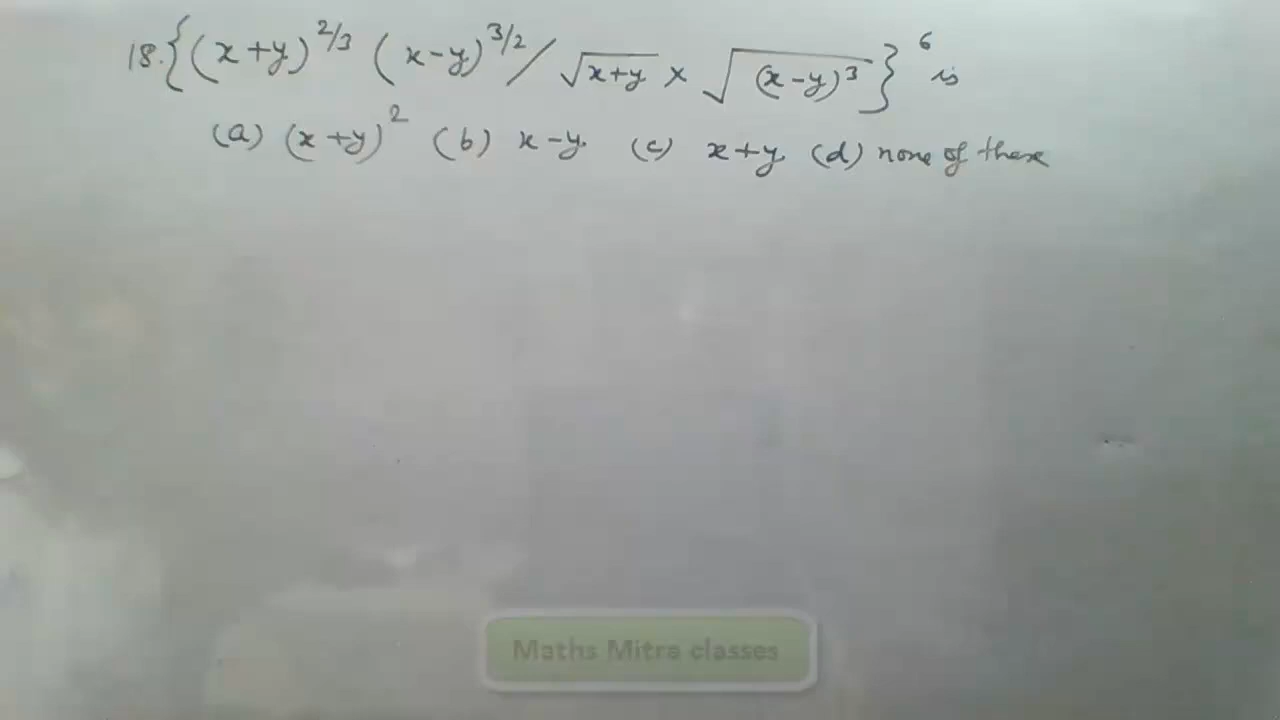 18. {(x+y)^{2/3} (x-y)^{3/2} / √(x+y) × √((x-y)^3)}^6 is
(a) (x+y)^2 (b) x-y. (c) x+y. (d) none of these
Maths Mitra classes